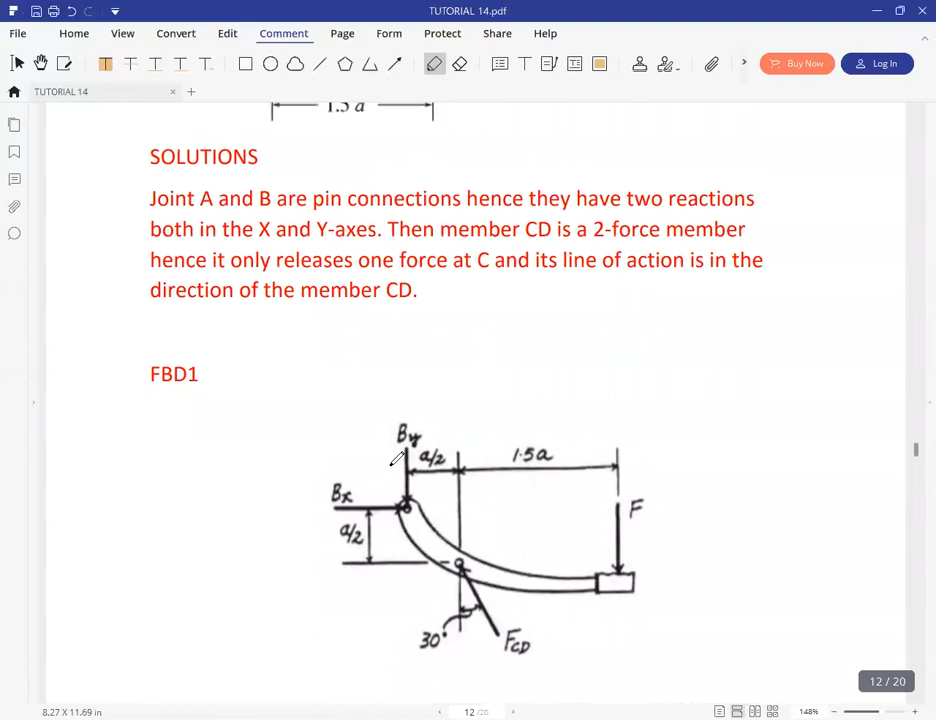 TUTORIAL 14.pdf
File Home View Convert Edit Comment Page Form Protect Share Help
Buy Now Log In
TUTORIAL 14
1.5 a
SOLUTIONS
Joint A and B are pin connections hence they have two reactions
both in the X and Y-axes. Then member CD is a 2-force member
hence it only releases one force at C and its line of action is in the
direction of the member CD.
FBD1
By
a/2
1.5a
Bx
F
a/2
30°
FCD
12 / 20
8.27 X 11.69 in
12 /20
148%